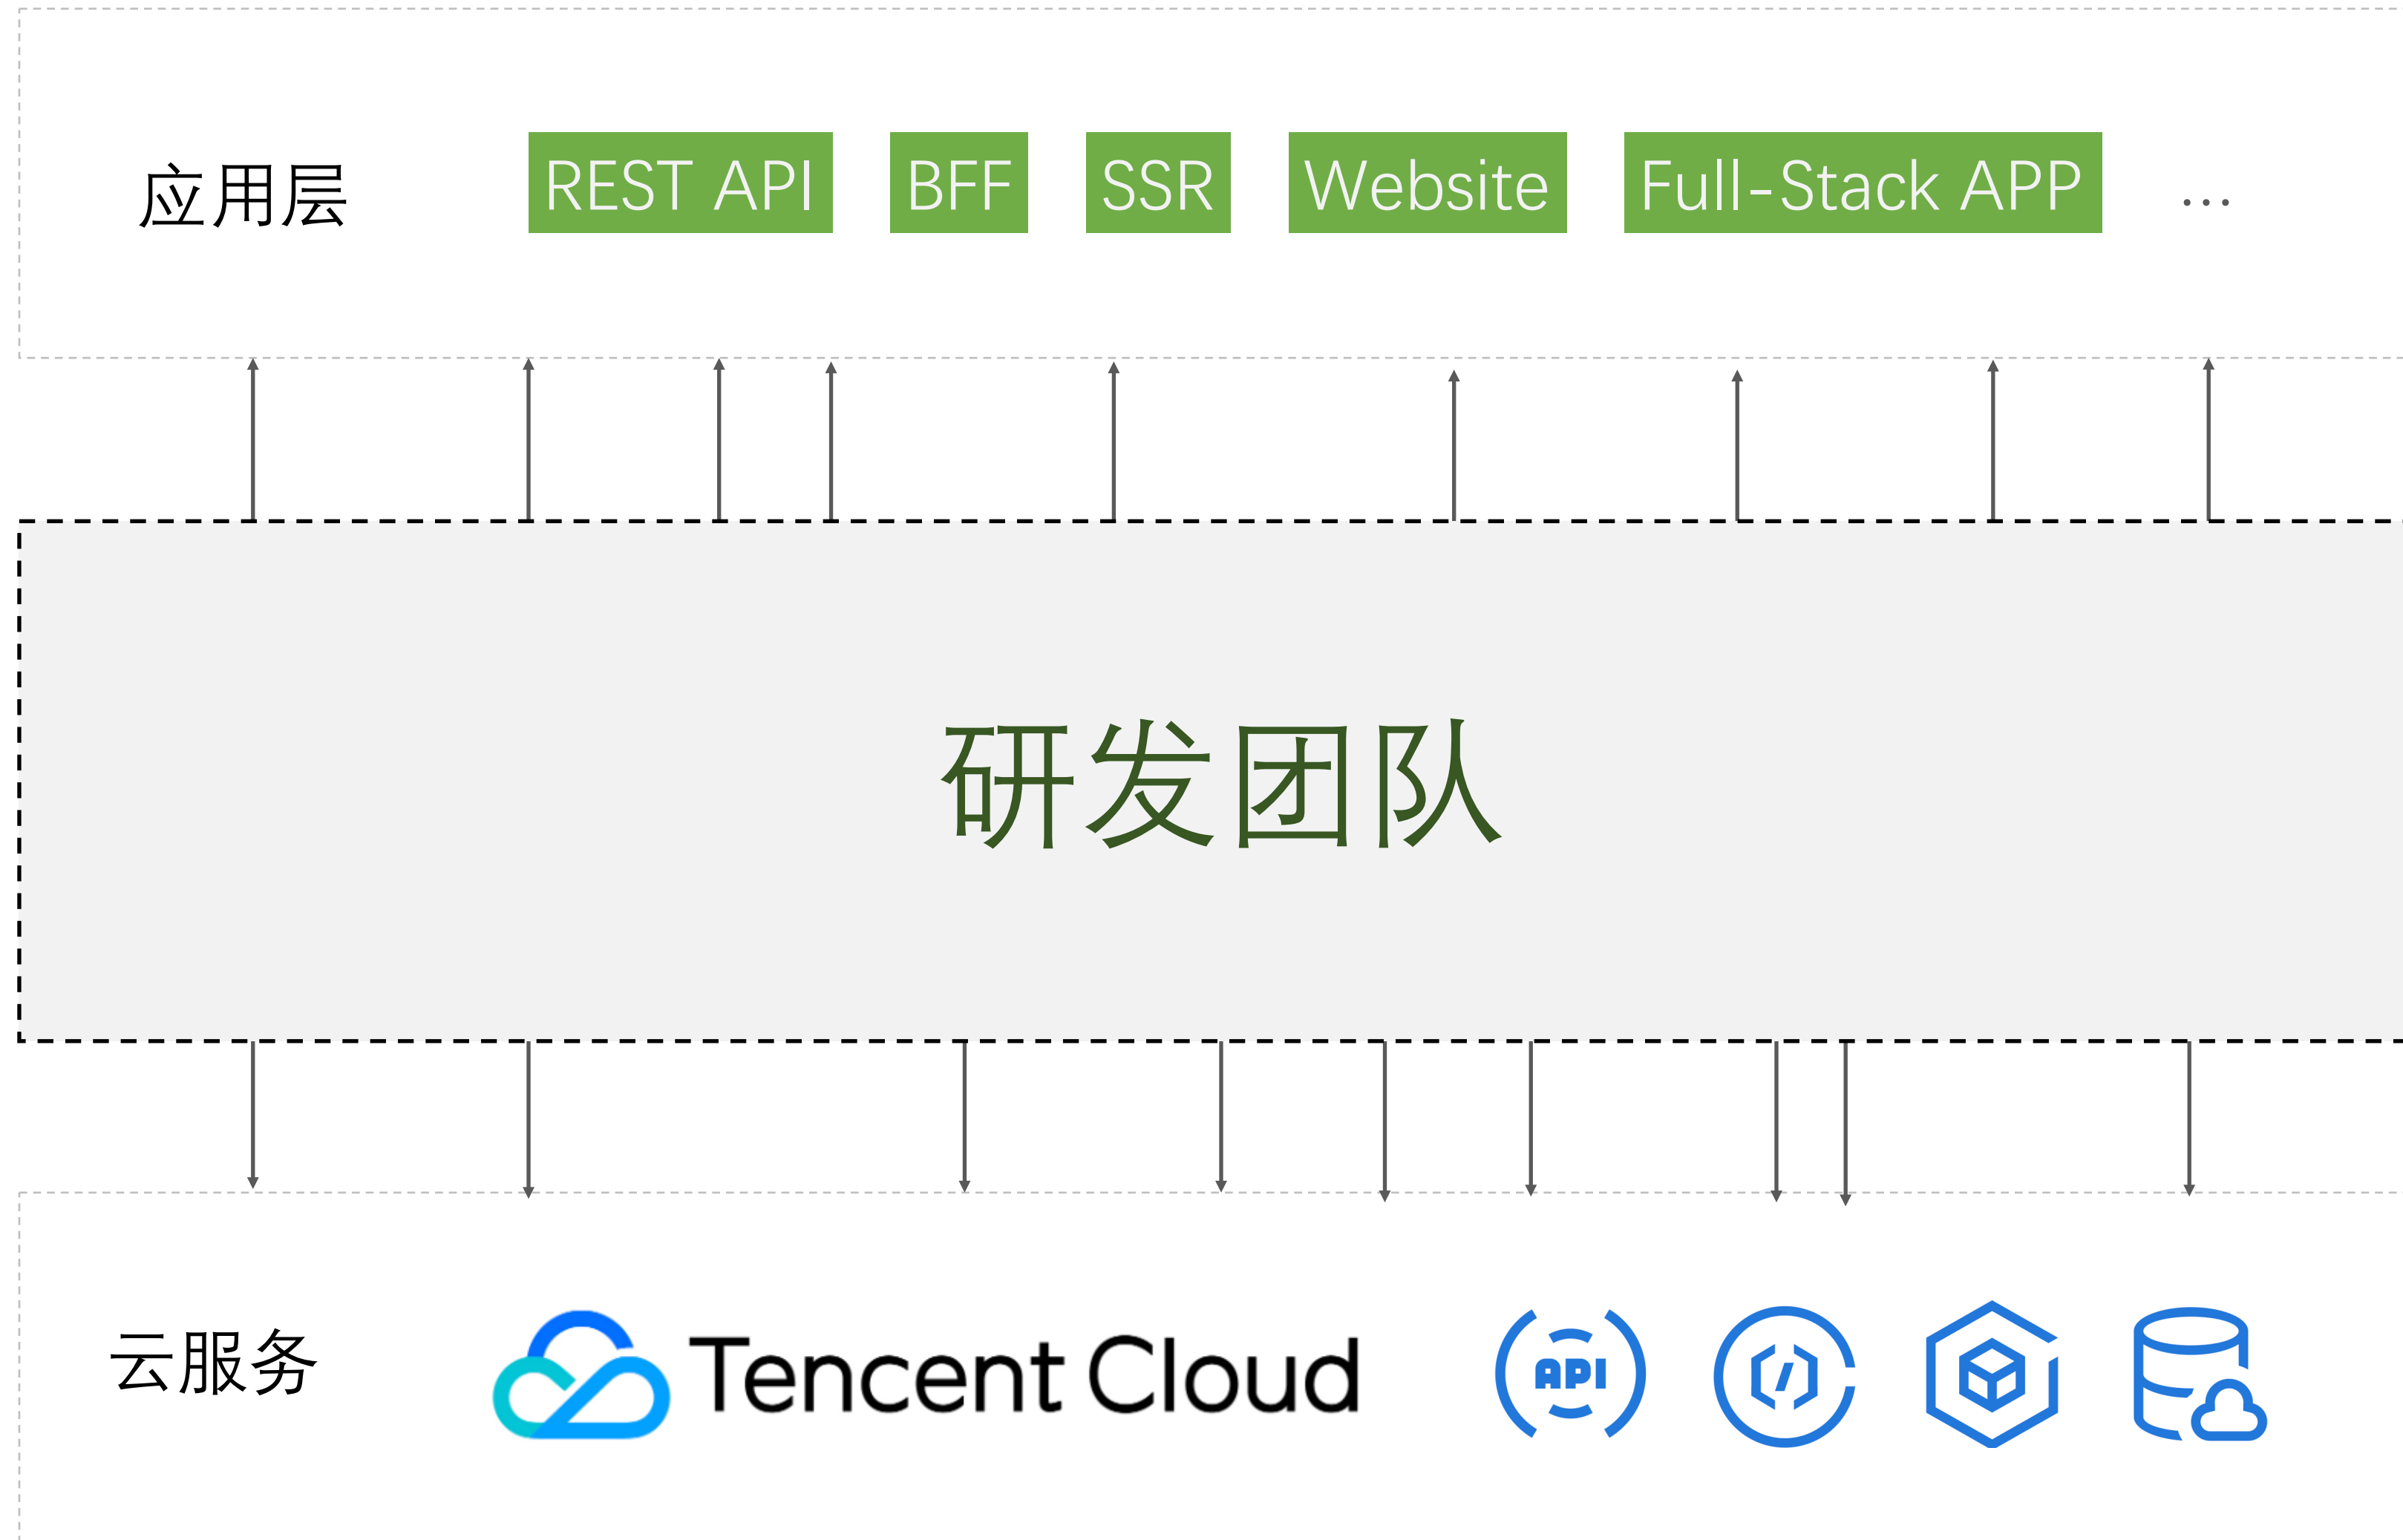 应用层 REST API BFF SSR Website Full-Stack APP ...
研发团队
云服务 Tencent Cloud API